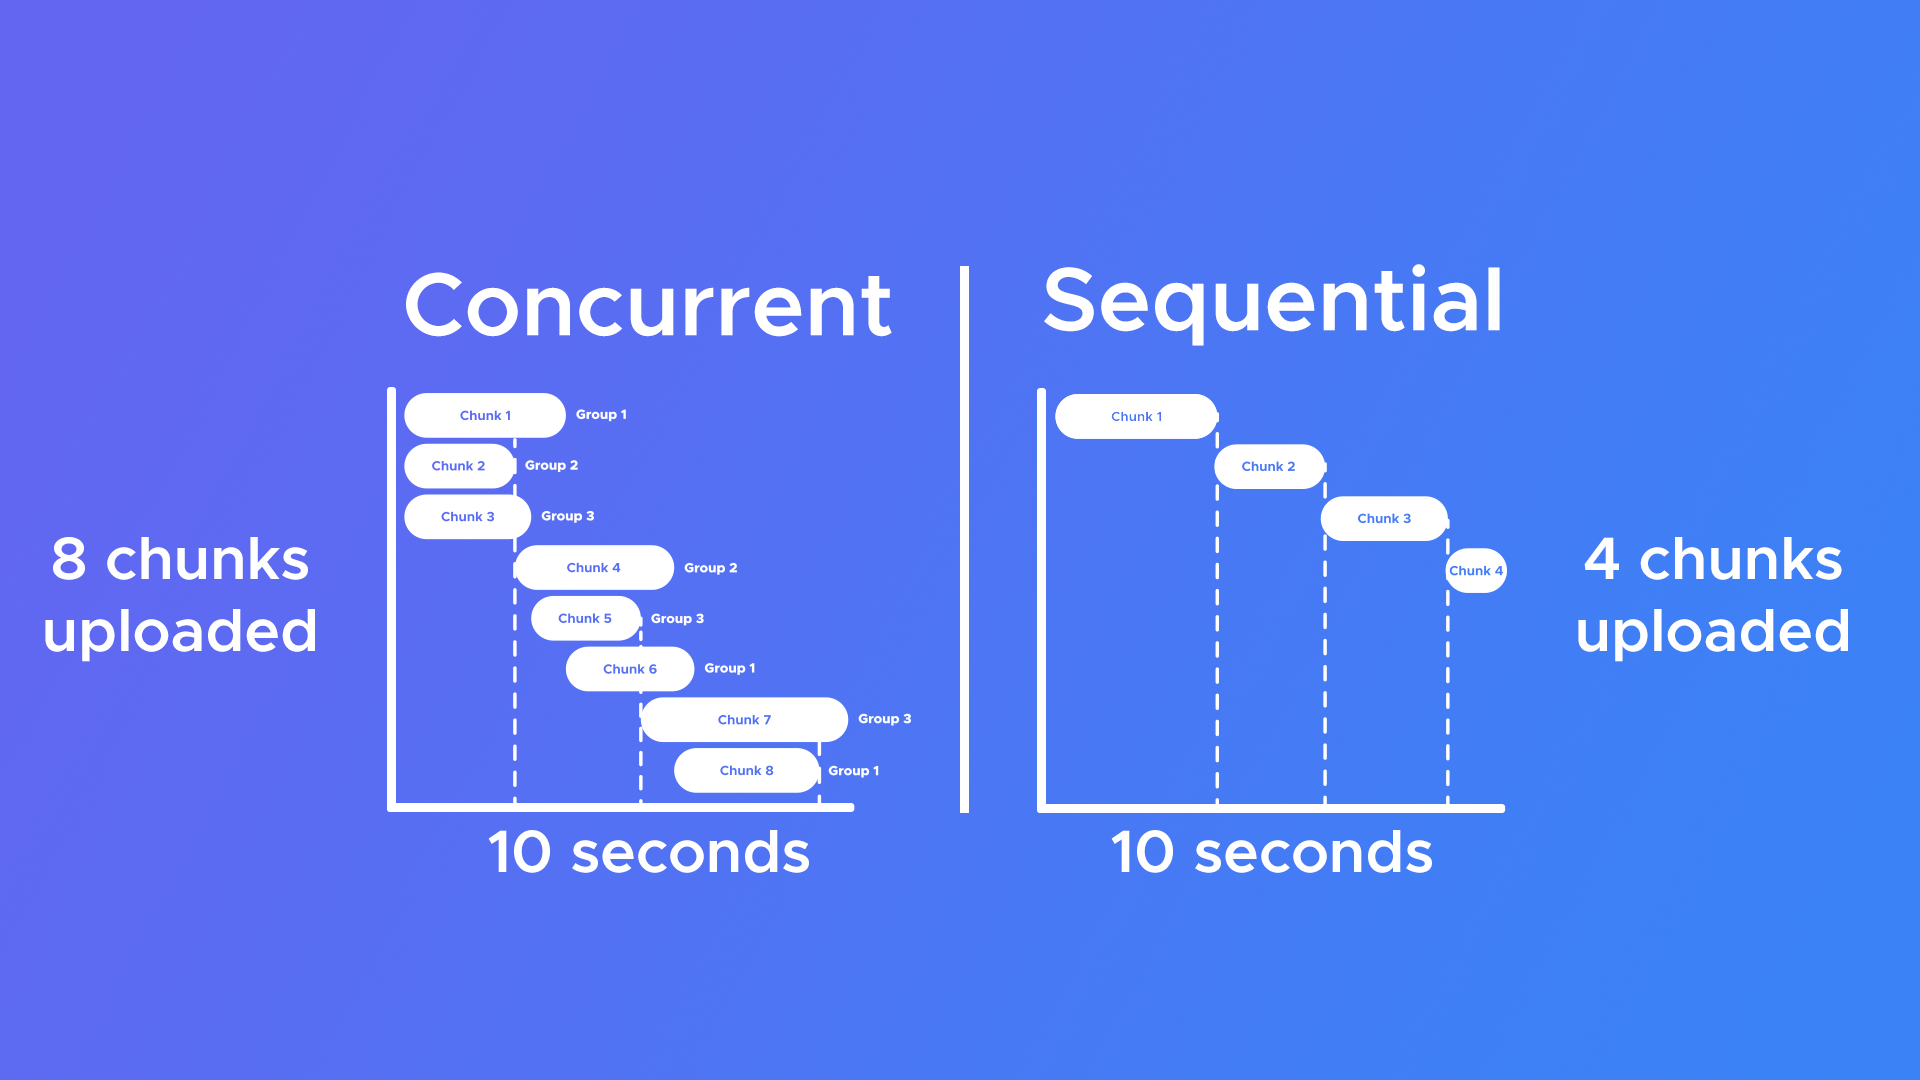 Concurrent
Chunk 1 Group 1
Chunk 2 Group 2
Chunk 3 Group 3
Chunk 4 Group 2
Chunk 5 Group 3
Chunk 6 Group 1
Chunk 7 Group 3
Chunk 8 Group 1
10 seconds
8 chunks
uploaded
Sequential
Chunk 1
Chunk 2
Chunk 3
Chunk 4
10 seconds
4 chunks
uploaded